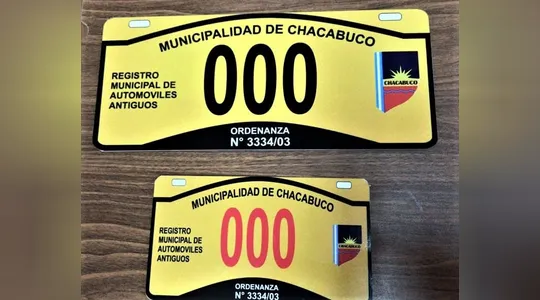 MUNICIPALIDAD DE CHACABUCO
REGISTRO
MUNICIPAL DE
AUTOMOVILES
ANTIGUOS
000
CHACABUCO
ORDENANZA
N° 3334/03
MUNICIPALIDAD DE CHACABUCO
REGISTRO
MUNICIPAL DE
AUTOMOVILES
ANTIGUOS
000
CHACABUCO
ORDENANZA
N° 3334/03